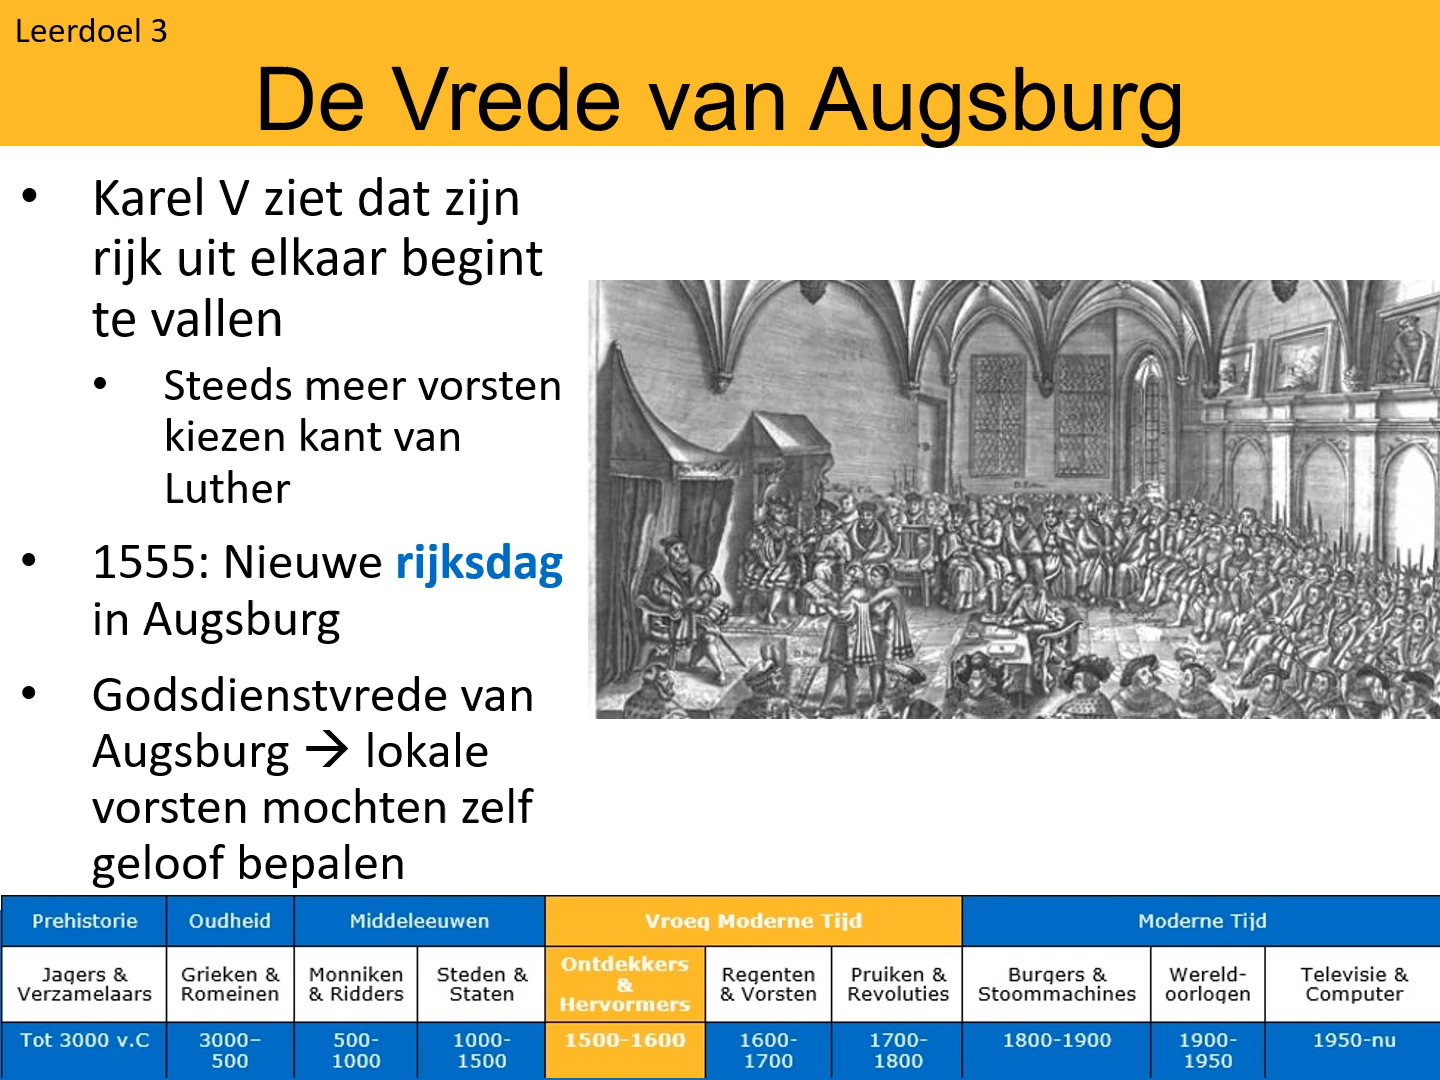 Leerdoel 3
De Vrede van Augsburg
• Karel V ziet dat zijn
rijk uit elkaar begint
te vallen
• Steeds meer vorsten
kiezen kant van
Luther
• 1555: Nieuwe rijksdag
in Augsburg
• Godsdienstvrede van
Augsburg → lokale
vorsten mochten zelf
geloof bepalen
Prehistorie Oudheid Middeleeuwen Vroeg Moderne Tijd Moderne Tijd
Jagers & Verzamelaars Grieken & Romeinen Monniken & Ridders Steden & Staten Ontdekkers & Hervormers Regenten & Vorsten Pruiken & Revoluties Burgers & Stoommachines Wereld-oorlogen Televisie & Computer
Tot 3000 v.C 3000–500 500-1000 1000-1500 1500-1600 1600-1700 1700-1800 1800-1900 1900-1950 1950-nu